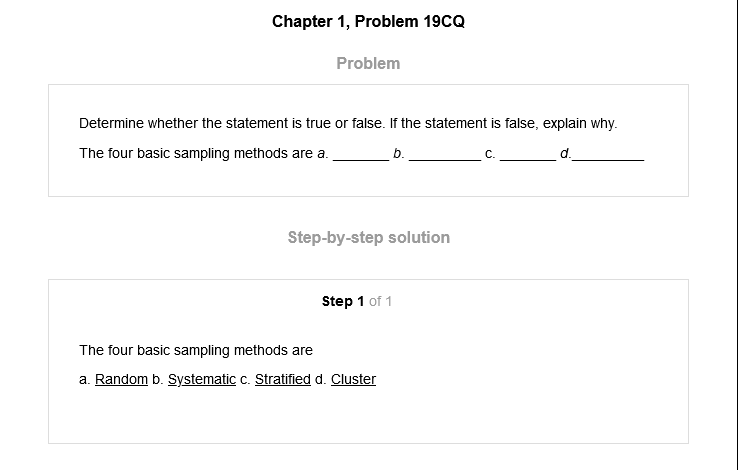 Chapter 1, Problem 19CQ
Problem
Determine whether the statement is true or false. If the statement is false, explain why.
The four basic sampling methods are a. _______ b. _________ c. _______ d._________
Step-by-step solution
Step 1 of 1
The four basic sampling methods are
a. Random b. Systematic c. Stratified d. Cluster